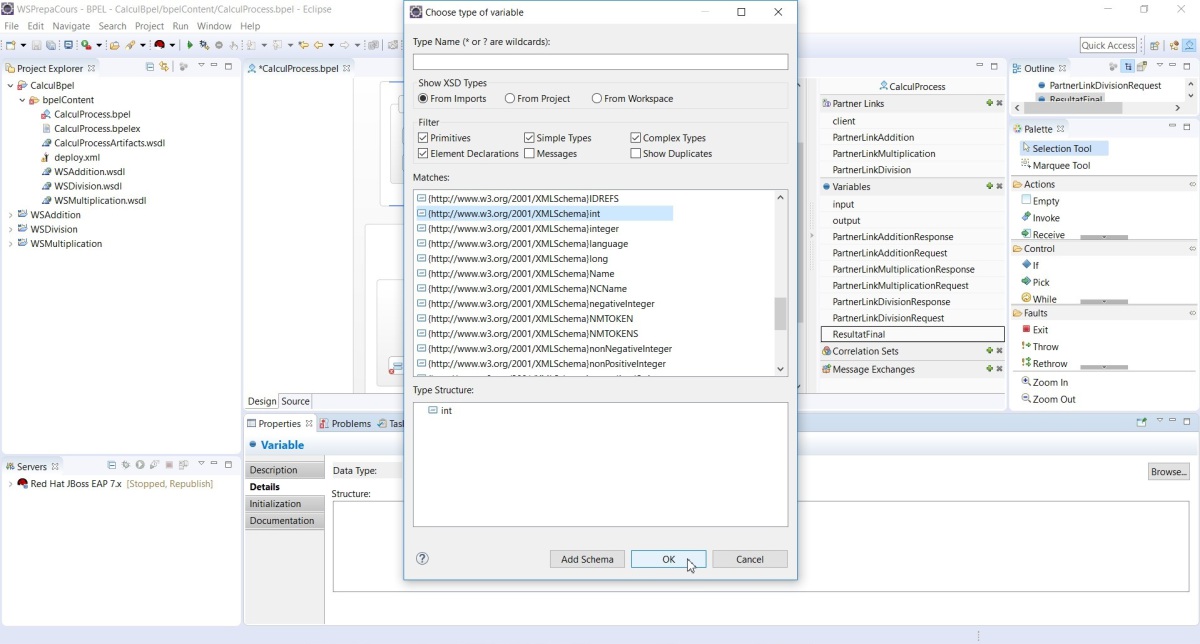 WSPrepaCours - BPEL - CalculBpel/bpelContent/CalculProcess.bpel - Eclipse
File Edit Navigate Search Project Run Window Help
Quick Access
Project Explorer
CalculBpel
bpelContent
CalculProcess.bpel
CalculProcess.bpelex
CalculProcessArtifacts.wsdl
deploy.xml
WSAddition.wsdl
WSDivision.wsdl
WSMultiplication.wsdl
WSAddition
WSDivision
WSMultiplication
Servers
Red Hat JBoss EAP 7.x [Stopped, Republish]
*CalculProcess.bpel
Design Source
Choose type of variable
Type Name (* or ? are wildcards):
Show XSD Types
From Imports From Project From Workspace
Filter
Primitives Simple Types Complex Types
Element Declarations Messages Show Duplicates
Matches:
{http://www.w3.org/2001/XMLSchema}IDREFS
{http://www.w3.org/2001/XMLSchema}int
{http://www.w3.org/2001/XMLSchema}integer
{http://www.w3.org/2001/XMLSchema}language
{http://www.w3.org/2001/XMLSchema}long
{http://www.w3.org/2001/XMLSchema}Name
{http://www.w3.org/2001/XMLSchema}NCName
{http://www.w3.org/2001/XMLSchema}negativeInteger
{http://www.w3.org/2001/XMLSchema}NMTOKEN
{http://www.w3.org/2001/XMLSchema}NMTOKENS
{http://www.w3.org/2001/XMLSchema}nonNegativeInteger
{http://www.w3.org/2001/XMLSchema}nonPositiveInteger
Type Structure:
int
Add Schema OK Cancel
CalculProcess
Partner Links
client
PartnerLinkAddition
PartnerLinkMultiplication
PartnerLinkDivision
Variables
input
output
PartnerLinkAdditionResponse
PartnerLinkAdditionRequest
PartnerLinkMultiplicationResponse
PartnerLinkMultiplicationRequest
PartnerLinkDivisionResponse
PartnerLinkDivisionRequest
ResultatFinal
Correlation Sets
Message Exchanges
Outline
PartnerLinkDivisionRequest
ResultatFinal
Palette
Selection Tool
Marquee Tool
Actions
Empty
Invoke
Receive
Control
If
Pick
While
Faults
Exit
Throw
Rethrow
Zoom In
Zoom Out
Properties Problems
Variable
Description
Details
Initialization
Documentation
Data Type:
Browse...
Structure: